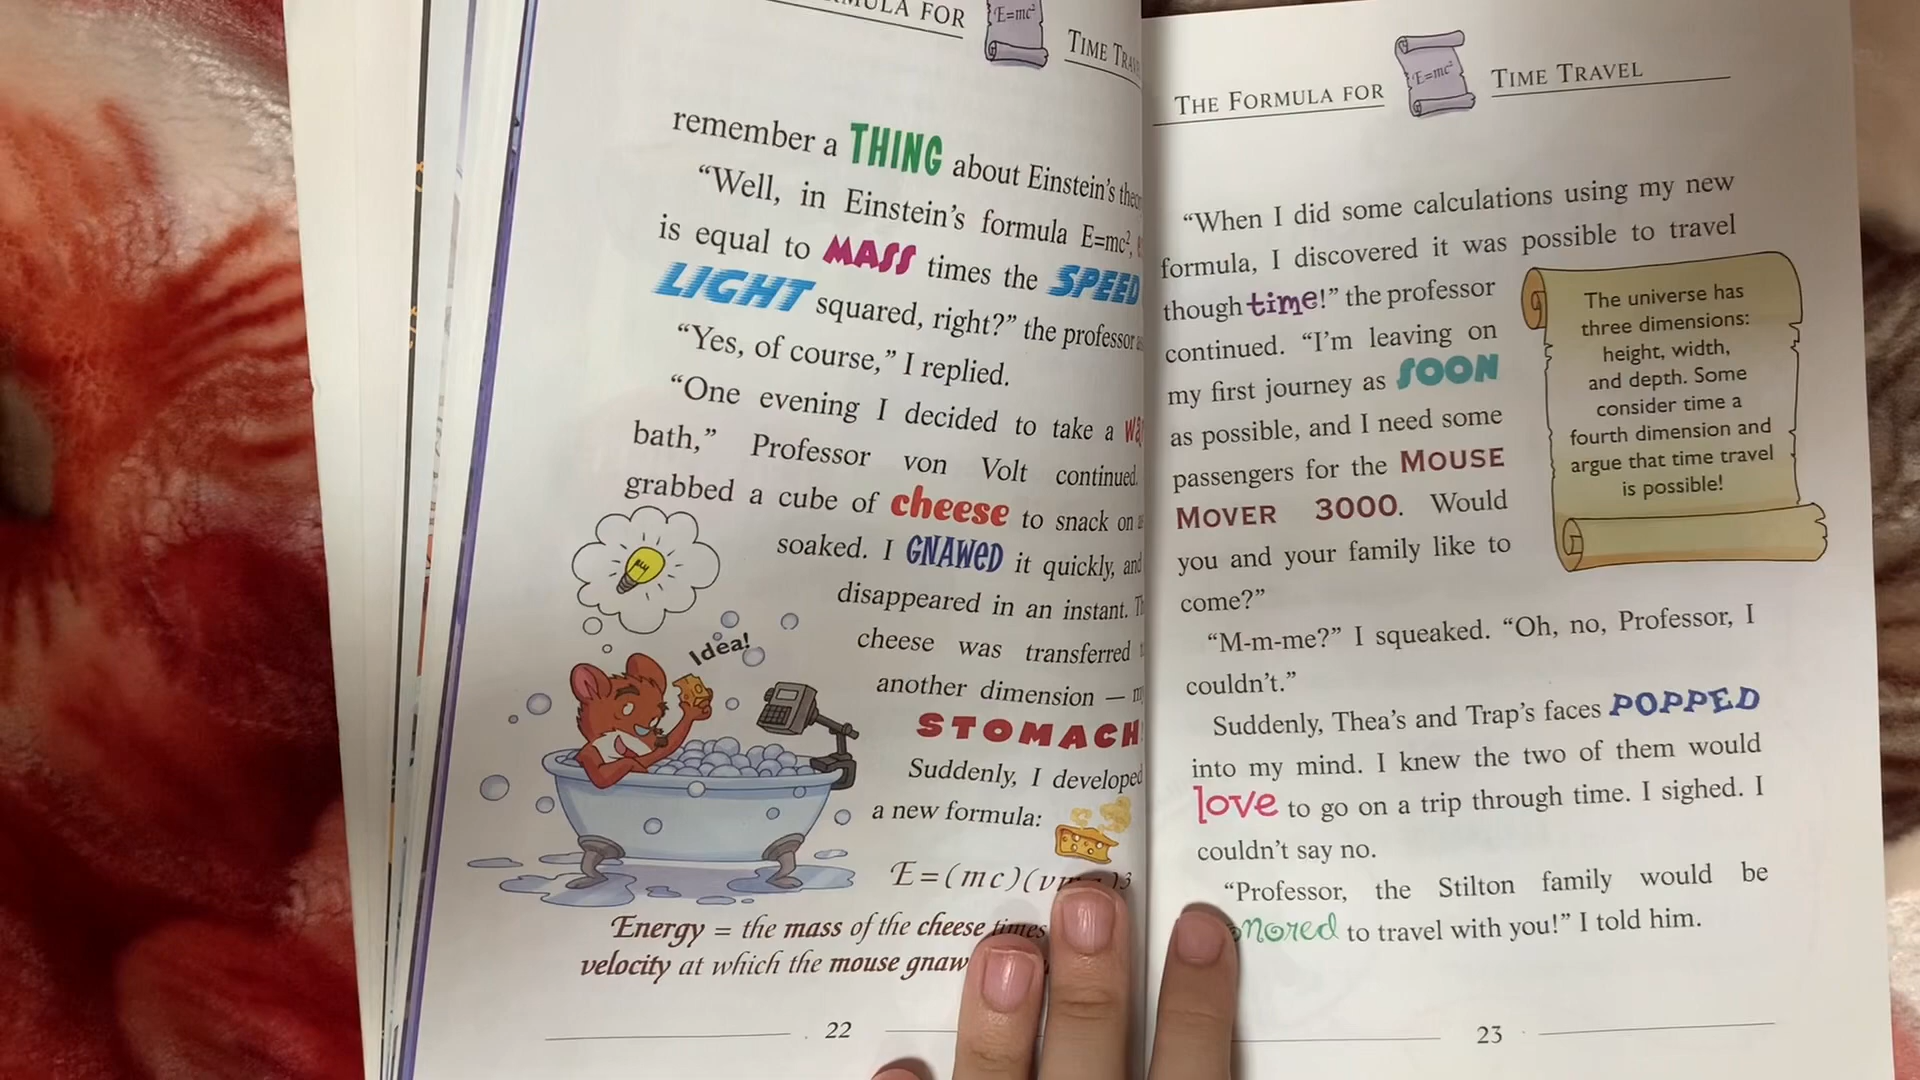 ULA FOR
E=mc²
TIME
remember a THING about Einstein's
"Well, in Einstein's formula E=mc²,
is equal to MASS times the SPEED
LIGHT squared, right?" the professor
"Yes, of course," I replied.
"One evening I decided to take a
bath," Professor von Volt continued.
grabbed a cube of cheese to snack on
soaked. I GNAWED it quickly, and
disappeared in an instant.
cheese was transferred
another dimension —
STOMACH
Suddenly, I developed
a new formula:
Idea!
E=(mc)(v
3
Energy = the mass of the cheese times
velocity at which the mouse
22
THE FORMULA FOR
E=mc²
TIME TRAVEL
"When I did some calculations using my new
formula, I discovered it was possible to travel
though time!" the professor
continued. "I'm leaving on
my first journey as SOON
as possible, and I need some
passengers for the MOUSE
MOVER 3000. Would
you and your family like to
come?"
"M-m-me?" I squeaked. "Oh, no, Professor, I
couldn't."
Suddenly, Thea's and Trap's faces POPPED
into my mind. I knew the two of them would
love to go on a trip through time. I sighed. I
couldn't say no.
"Professor, the Stilton family would be
nored to travel with you!" I told him.
The universe has
three dimensions:
height, width,
and depth. Some
consider time a
fourth dimension and
argue that time travel
is possible!
23